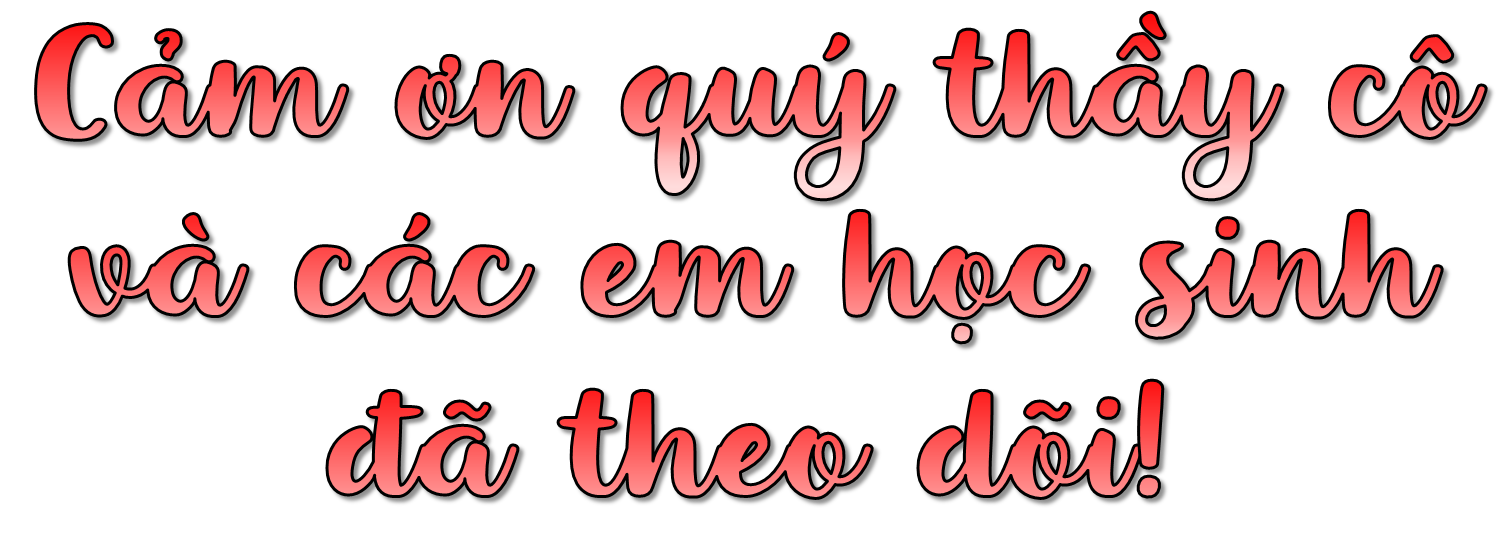 Cảm ơn quý thầy cô
và các em học sinh
đã theo dõi!